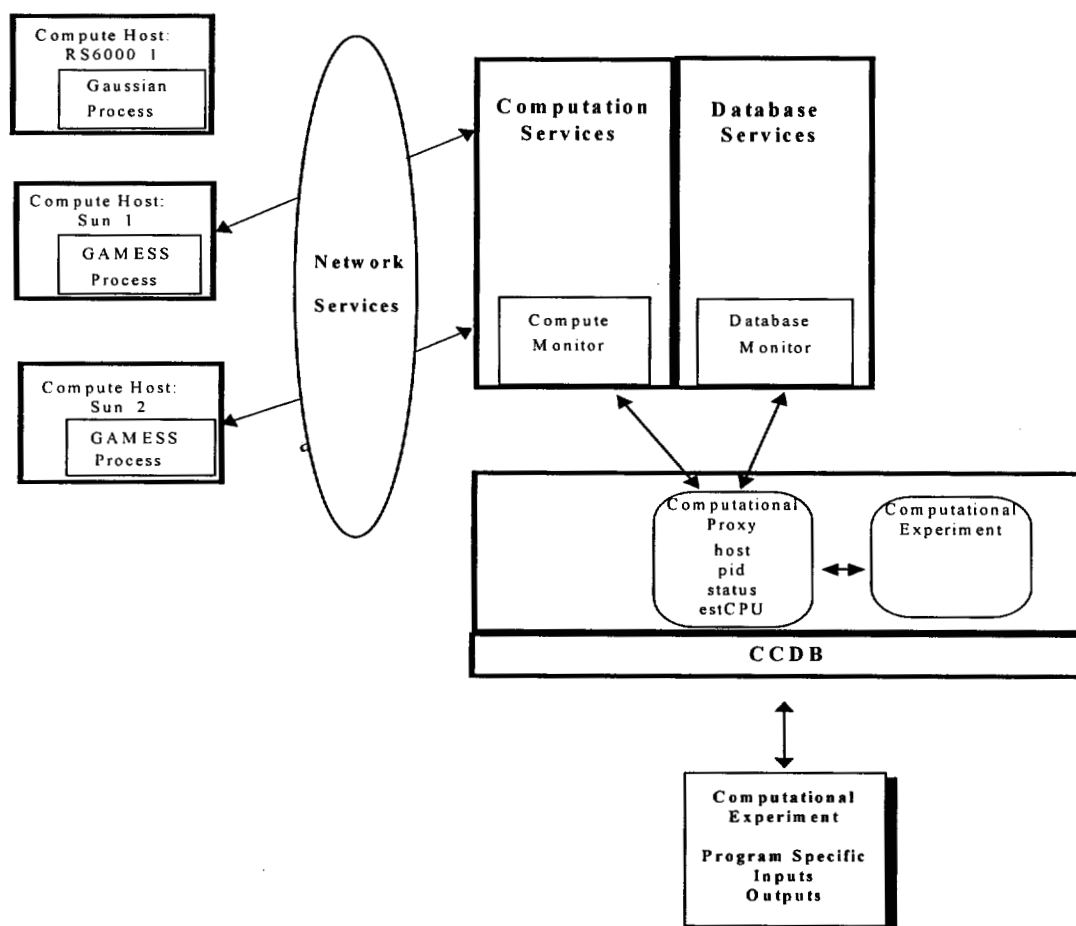 Compute Host:
RS6000 1
Gaussian
Process
Compute Host:
Sun 1
GAMESS
Process
Compute Host:
Sun 2
GAMESS
Process
Network
Services
Computation
Services
Compute
Monitor
Database
Services
Database
Monitor
Computational
Proxy
host
pid
status
estCPU
Computational
Experiment
CCDB
Computational
Experiment
Program Specific
Inputs
Outputs